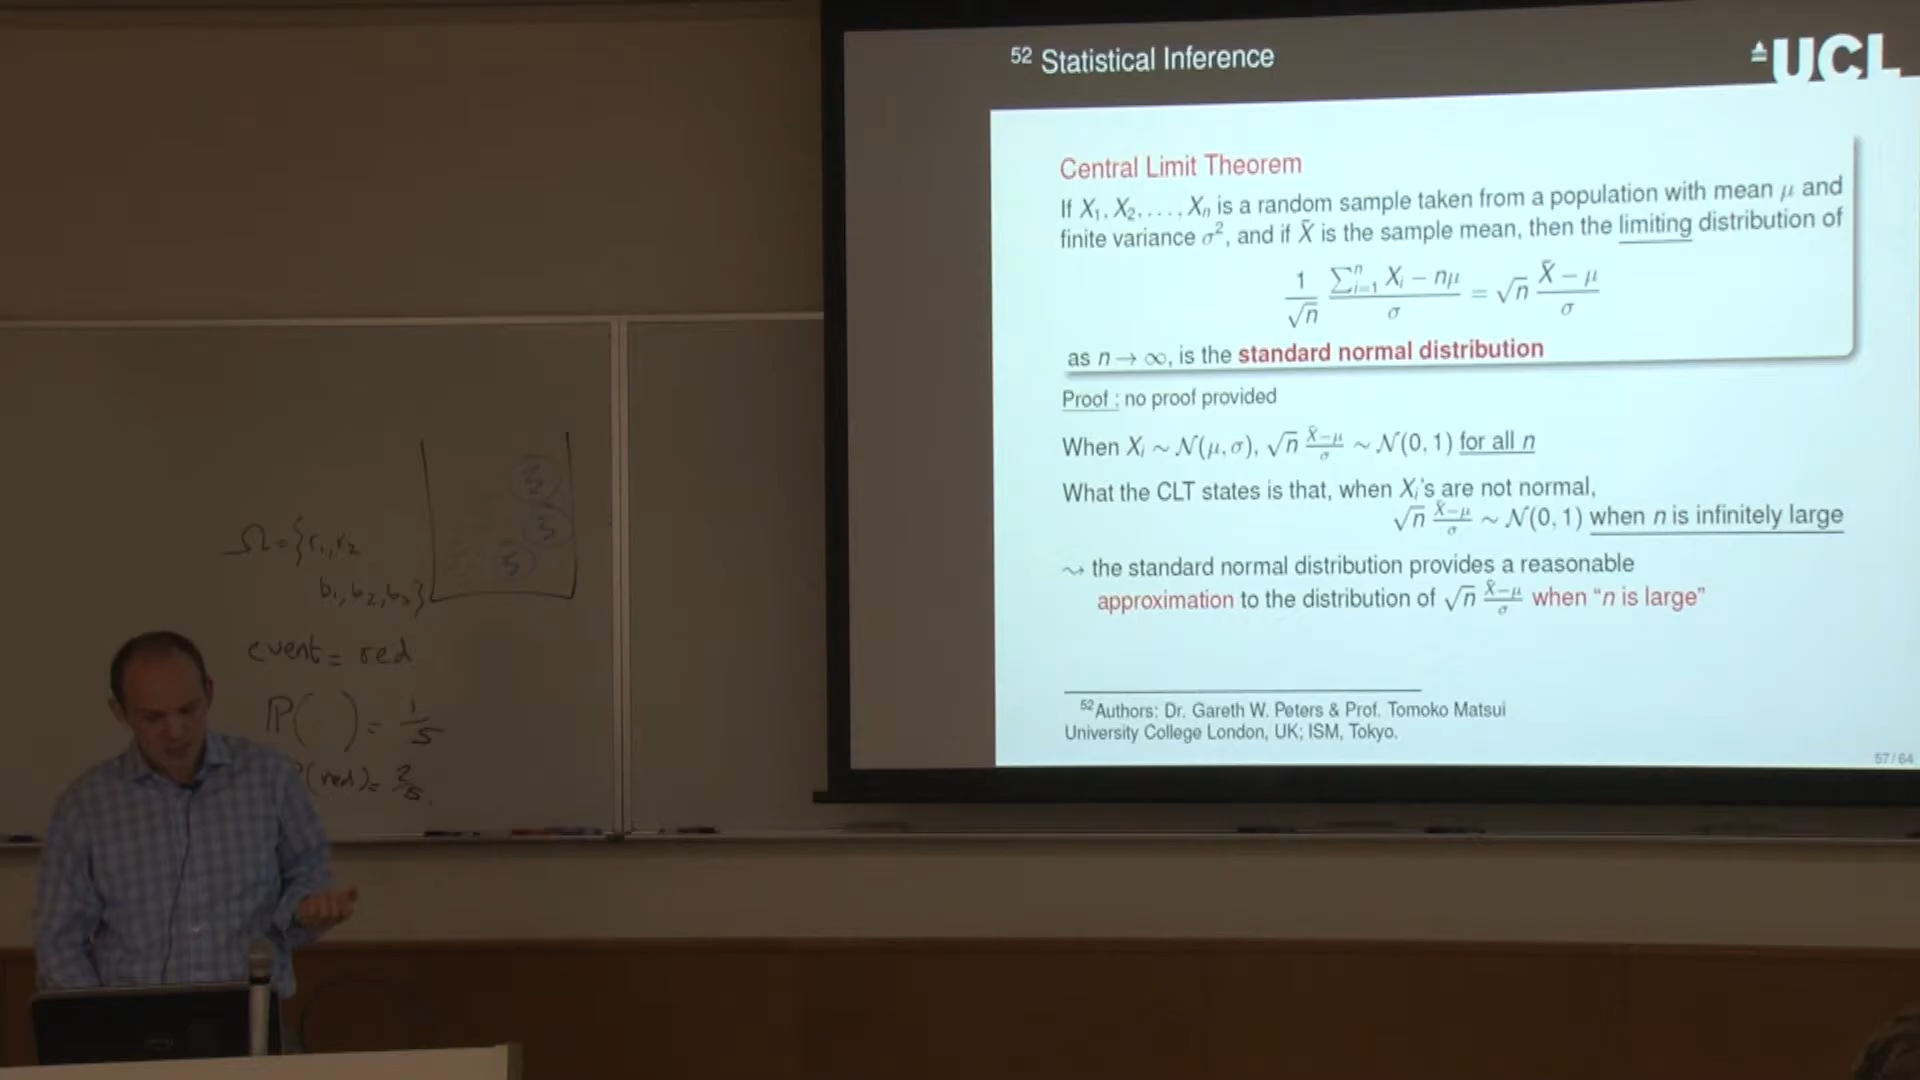 52 Statistical Inference
UCL
Central Limit Theorem
If X₁, X₂, . . . , Xₙ is a random sample taken from a population with mean μ and
finite variance σ², and if X̄ is the sample mean, then the limiting distribution of
1/√n (∑ⁿᵢ₌₁ Xᵢ − nμ)/σ = √n (X̄ − μ)/σ
as n → ∞, is the standard normal distribution
Proof : no proof provided
When Xᵢ ∼ N(μ, σ), √n (X̄−μ)/σ ∼ N(0, 1) for all n
What the CLT states is that, when Xᵢ's are not normal,
√n (X̄−μ)/σ ∼ N(0, 1) when n is infinitely large
⇝ the standard normal distribution provides a reasonable
approximation to the distribution of √n (X̄−μ)/σ when “n is large”
52 Authors: Dr. Gareth W. Peters & Prof. Tomoko Matsui
University College London, UK; ISM, Tokyo.
57/64
Ω={r₁,r₂
b₁,b₂,b₃}
event= red
P( ) = 1/5
(red)= 2/5.